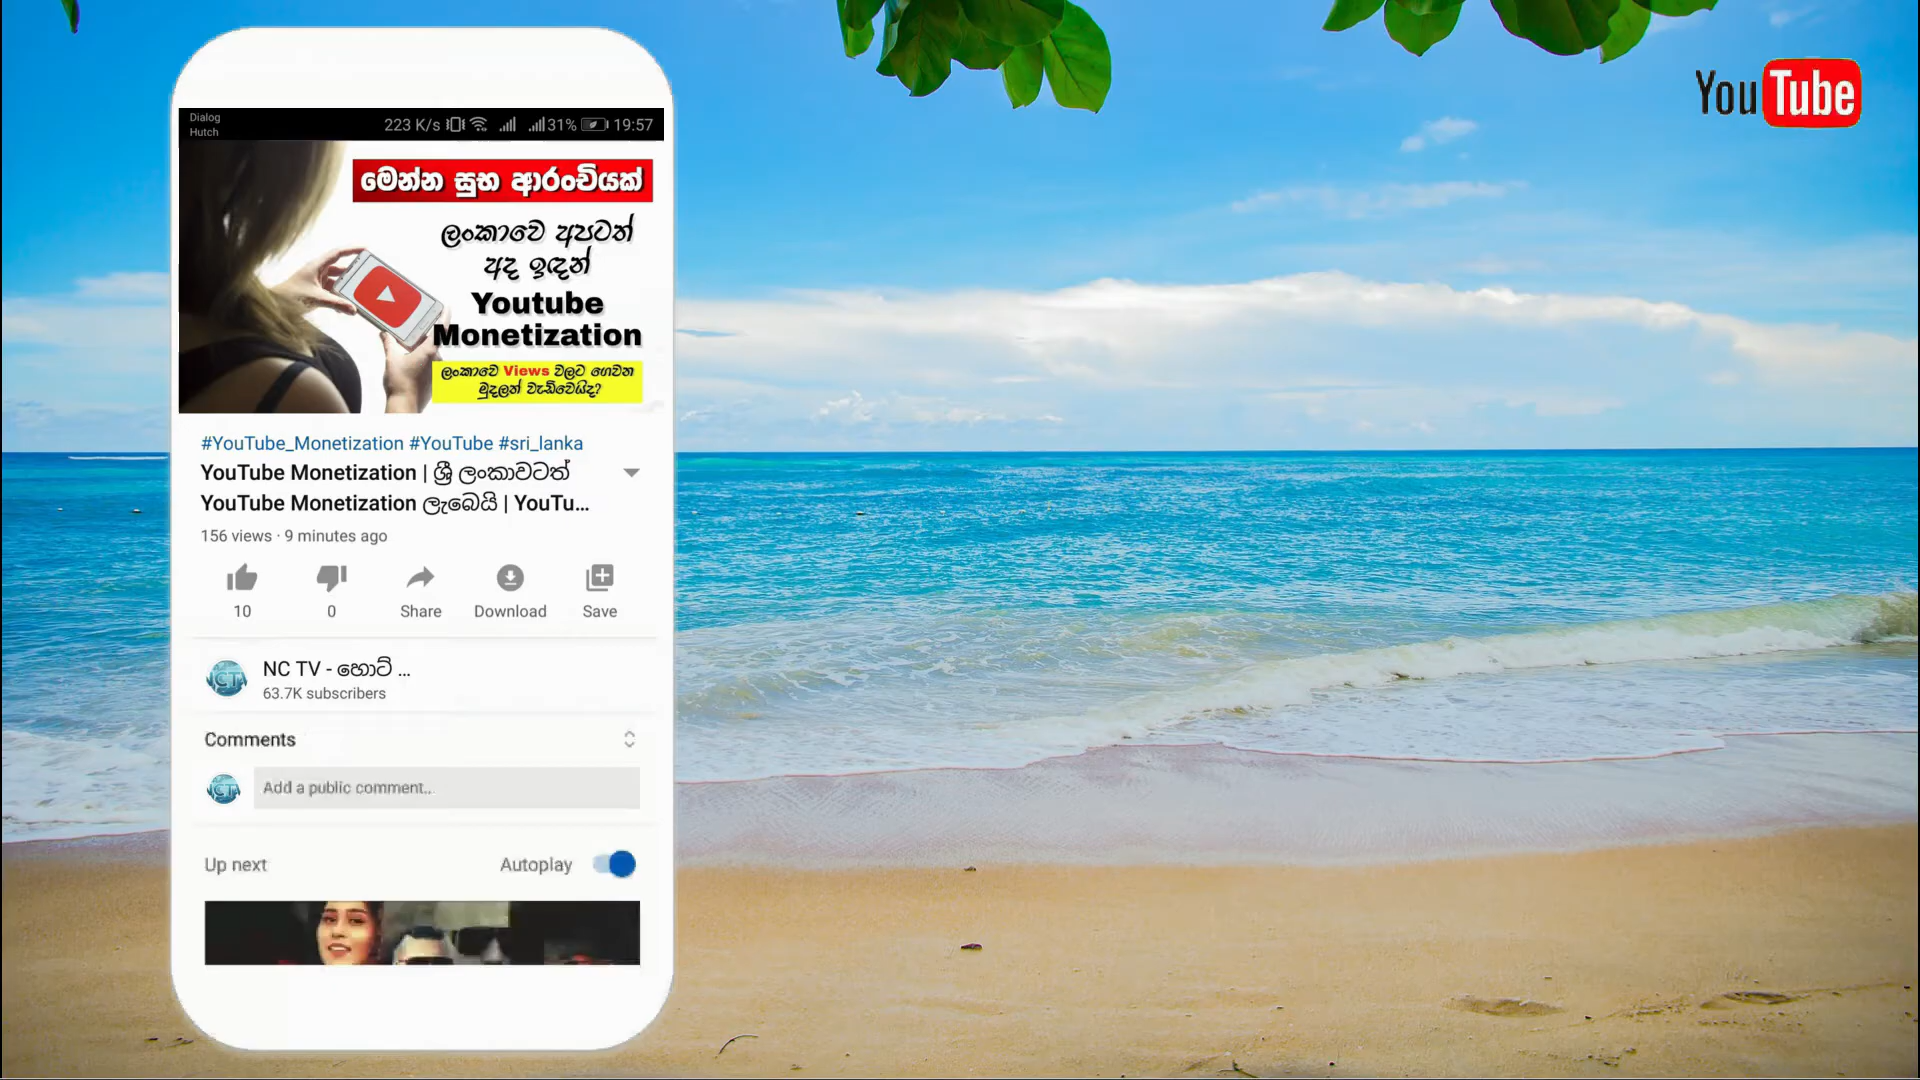 YouTube
Dialog
Hutch
223 K/s 31% 19:57
මෙන්න සුභ ආරංචියක්
ලංකාවෙ අපටත්
අද ඉඳන්
Youtube
Monetization
ලංකාවෙ Views වලට ගෙවන
මුදලත් වැඩිවෙයිද?
#YouTube_Monetization #YouTube #sri_lanka
YouTube Monetization | ශ්‍රී ලංකාවටත්
YouTube Monetization ලැබෙයි | YouTu...
156 views · 9 minutes ago
10 0 Share Download Save
NC TV - හොට් ...
63.7K subscribers
Comments
Add a public comment...
Up next Autoplay